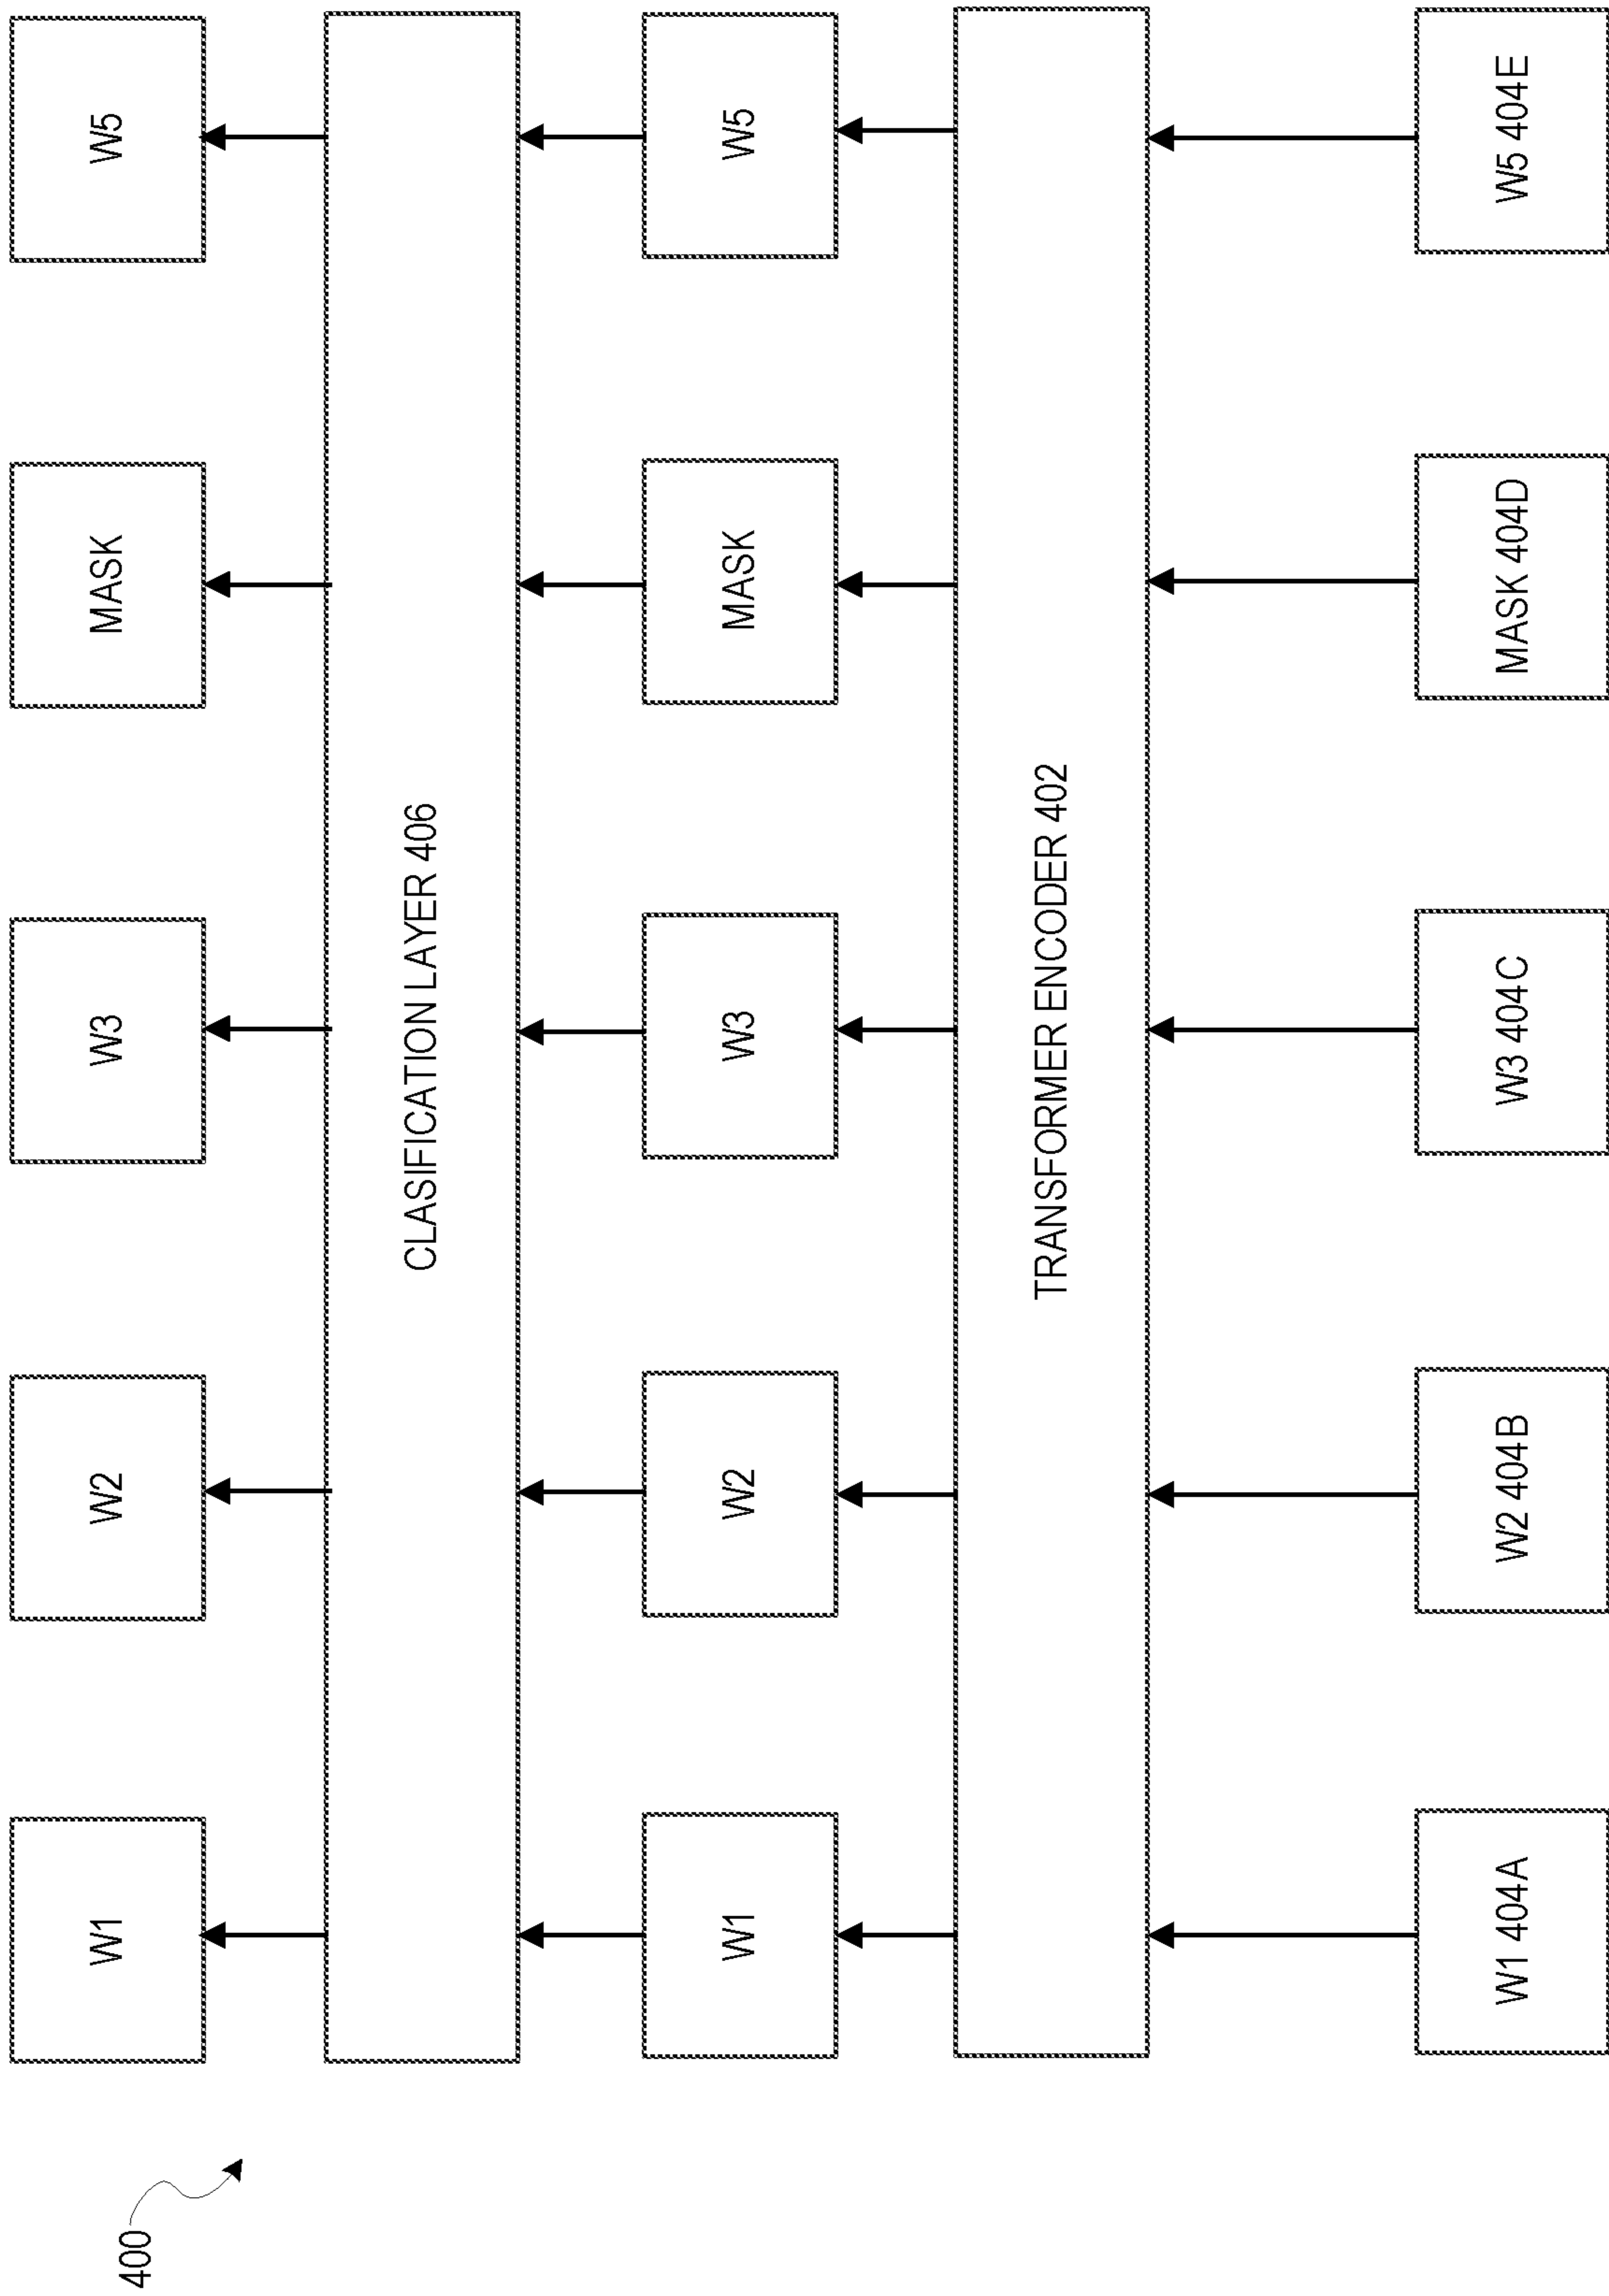 400
W1
W2
W3
MASK
W5
CLASIFICATION LAYER 406
W1
W2
W3
MASK
W5
TRANSFORMER ENCODER 402
W1 404A
W2 404B
W3 404C
MASK 404D
W5 404E